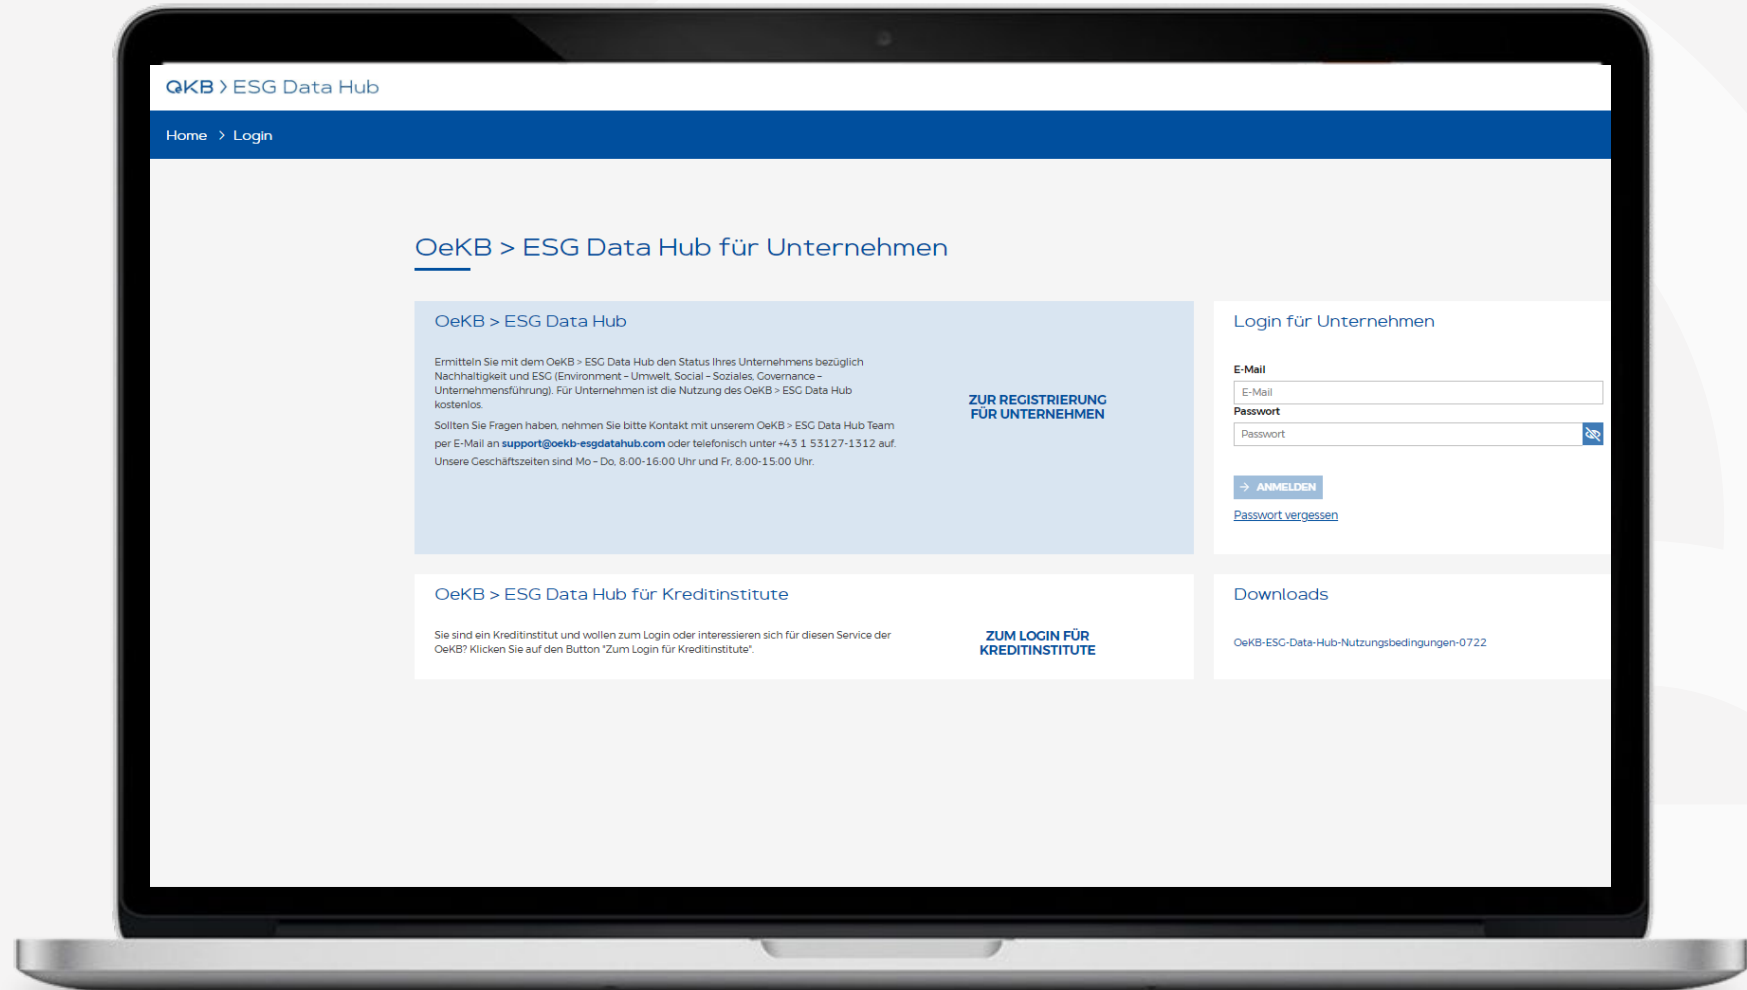 OKB > ESG Data Hub
Home > Login
OeKB > ESG Data Hub für Unternehmen
OeKB > ESG Data Hub
Ermitteln Sie mit dem OeKB > ESG Data Hub den Status Ihres Unternehmens bezüglich
Nachhaltigkeit und ESG (Environment – Umwelt, Social – Soziales, Governance –
Unternehmensführung). Für Unternehmen ist die Nutzung des OeKB > ESG Data Hub
kostenlos.
Sollten Sie Fragen haben, nehmen Sie bitte Kontakt mit unserem OeKB > ESG Data Hub Team
per E-Mail an support@oekb-esgdatahub.com oder telefonisch unter +43 1 53127-1312 auf.
Unsere Geschäftszeiten sind Mo – Do, 8:00-16:00 Uhr und Fr, 8:00-15:00 Uhr.
ZUR REGISTRIERUNG
FÜR UNTERNEHMEN
Login für Unternehmen
E-Mail
E-Mail
Passwort
Passwort
→ ANMELDEN
Passwort vergessen
OeKB > ESG Data Hub für Kreditinstitute
Sie sind ein Kreditinstitut und wollen zum Login oder interessieren sich für diesen Service der
OeKB? Klicken Sie auf den Button "Zum Login für Kreditinstitute".
ZUM LOGIN FÜR
KREDITINSTITUTE
Downloads
OeKB-ESG-Data-Hub-Nutzungsbedingungen-0722